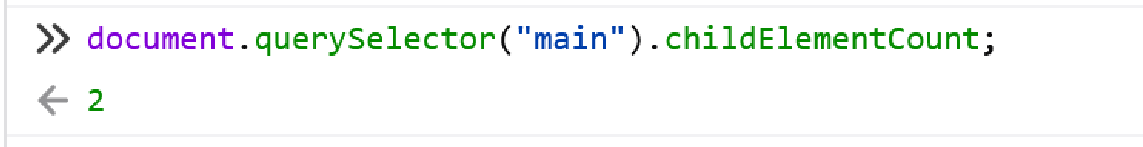 >> document.querySelector("main").childElementCount;
← 2